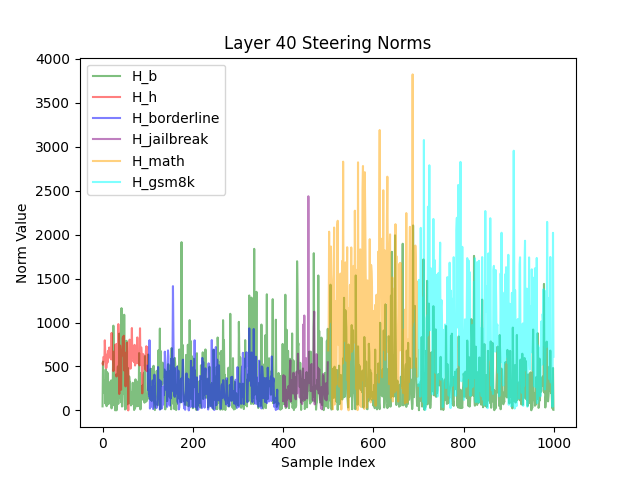 Layer 40 Steering Norms
H_b
H_h
H_borderline
H_jailbreak
H_math
H_gsm8k
4000
3500
3000
2500
2000
1500
1000
500
0
Norm Value
0 200 400 600 800 1000
Sample Index